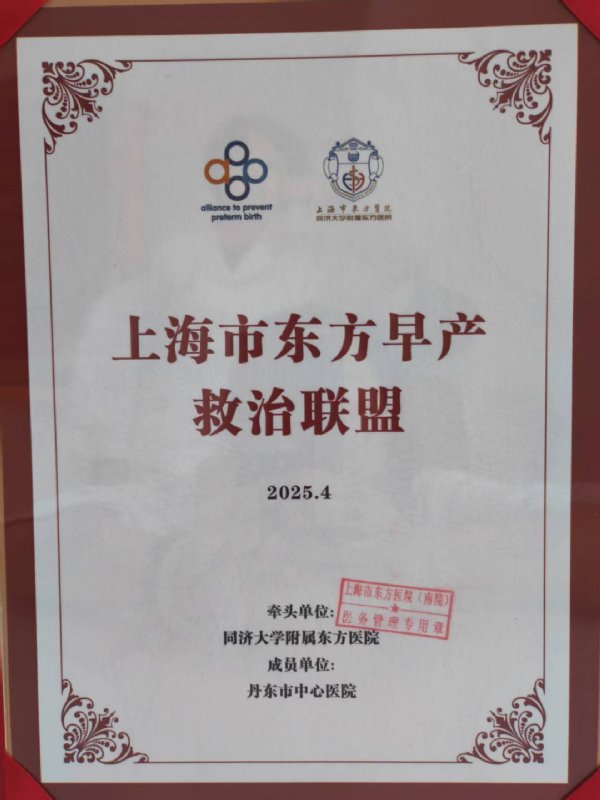 alliance to prevent
preterm birth
上海市东方醫院
同济大学附属东方医院
上海市东方早产
救治联盟
2025.4
牵头单位:
同济大学附属东方医院
成员单位:
丹东市中心医院
上海市东方医院(南院)
医务管理专用章